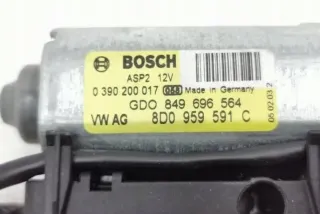 BOSCH
ASP2 12V
0 390 200 017 Made in Germany
GDO 849 696 564
VW AG 8D0 959 591 C